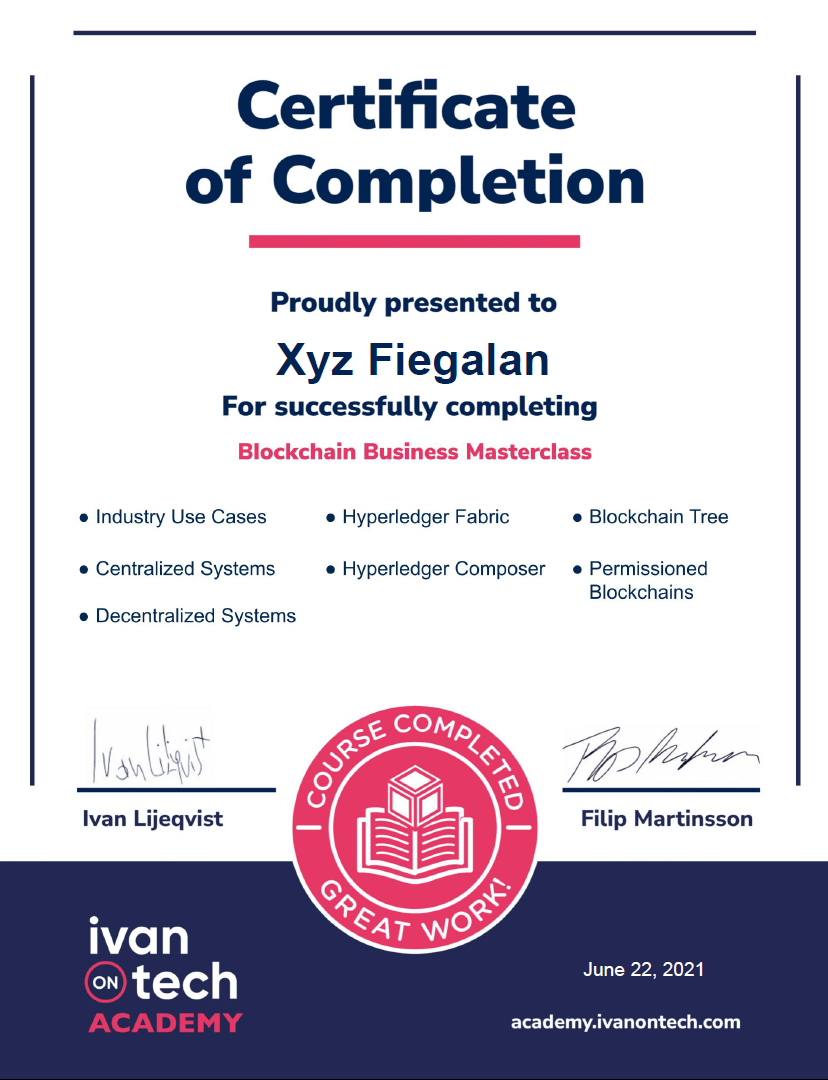 Certificate
of Completion
Proudly presented to
Xyz Fiegalan
For successfully completing
Blockchain Business Masterclass
● Industry Use Cases
● Centralized Systems
● Decentralized Systems
● Hyperledger Fabric
● Hyperledger Composer
● Blockchain Tree
● Permissioned
Blockchains
Ivan Lijeqvist
Ivan Lijeqvist
Filip Martinsson
COURSE COMPLETED
GREAT WORK!
ivan
ON tech
ACADEMY
June 22, 2021
academy.ivanontech.com